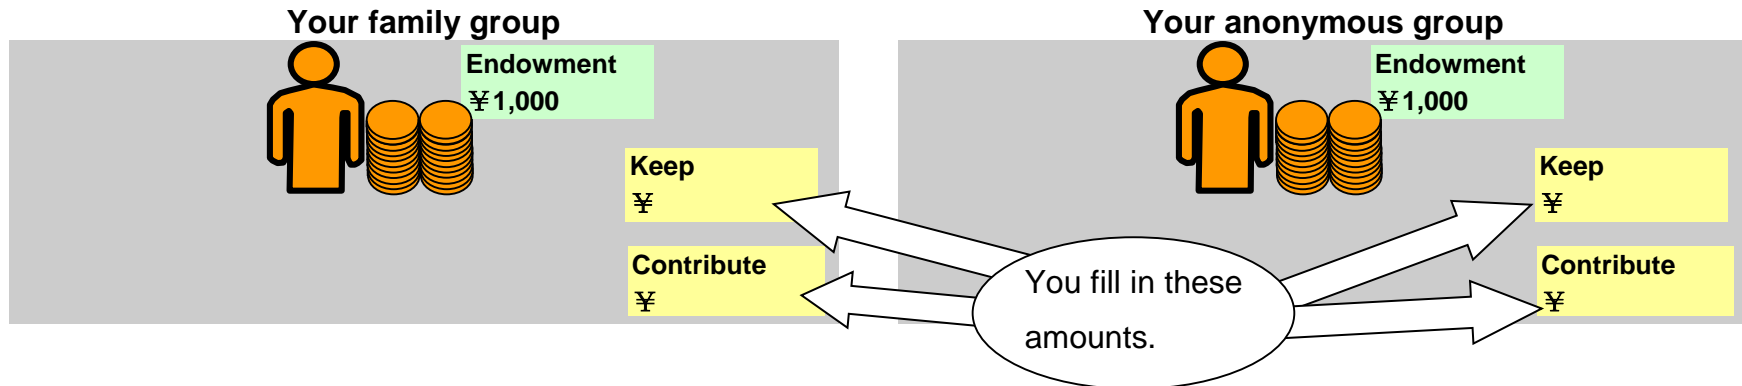 Your family group
Endowment
¥1,000
Keep
¥
Contribute
¥
Your anonymous group
Endowment
¥1,000
Keep
¥
Contribute
¥
You fill in these
amounts.